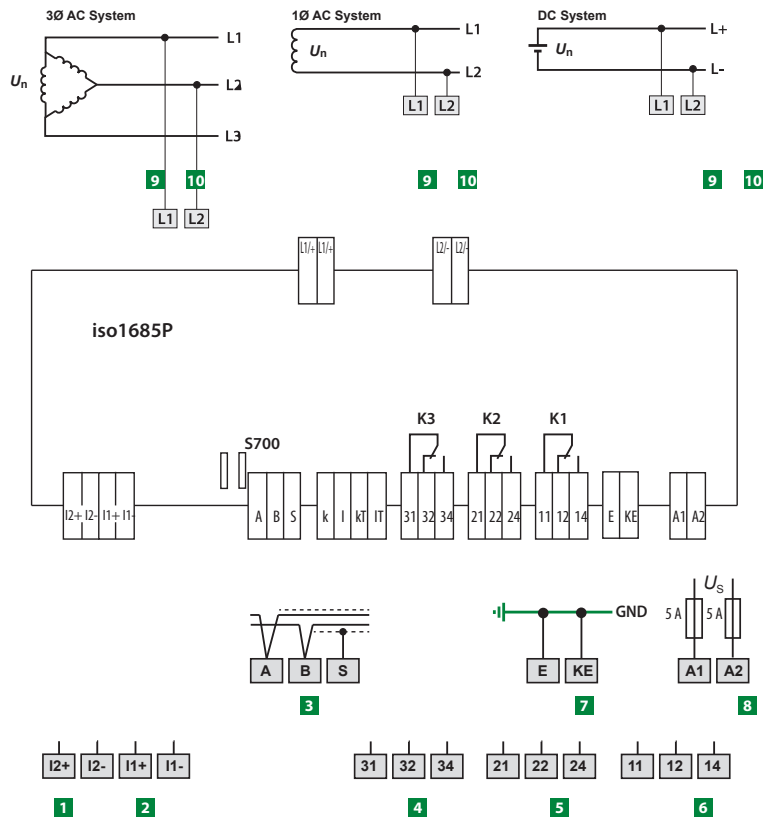 3Ø AC System
1Ø AC System
DC System
L1
L2
L3
Un
L1
L2
Un
L+
L-
Un
L1 L2
L1 L2
9 10
9 10
9 10
L1 L2
L1/+ L1/+
L2/- L2/-
iso1685P
K3
K2
K1
S700
I2+ I2- I1+ I1-
A B S
k l kT lT
31 32 34
21 22 24
11 12 14
E KE
A1 A2
US
GND
5 A 5 A
A B S
E KE
A1 A2
3
7
8
I2+ I2- I1+ I1-
31 32 34
21 22 24
11 12 14
1 2
4
5
6